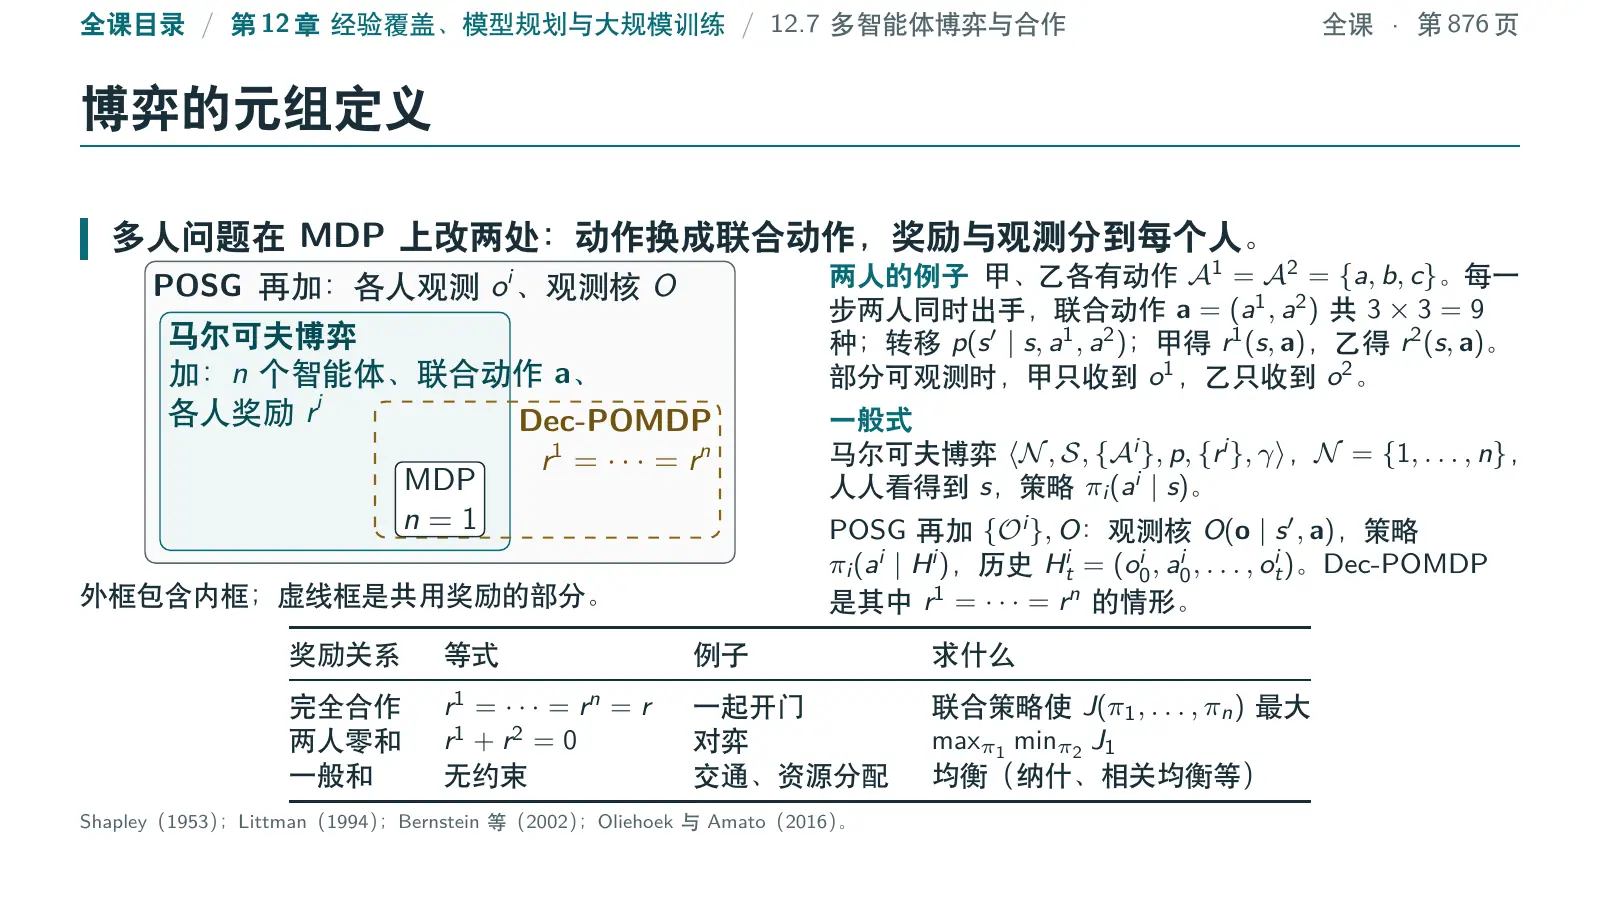 全课目录 / 第 12 章 经验覆盖、模型规划与大规模训练 / 12.7 多智能体博弈与合作
全课 · 第 876 页
博弈的元组定义
多人问题在 MDP 上改两处：动作换成联合动作，奖励与观测分到每个人。
POSG 再加：各人观测 o^i、观测核 O
马尔可夫博弈
加：n 个智能体、联合动作 a、
各人奖励 r^i
Dec-POMDP
r^1 = ··· = r^n
MDP
n = 1
外框包含内框；虚线框是共用奖励的部分。
两人的例子 甲、乙各有动作 𝒜^1 = 𝒜^2 = {a, b, c}。每一
步两人同时出手，联合动作 a = (a^1, a^2) 共 3 × 3 = 9
种；转移 p(s′ | s, a^1, a^2)；甲得 r^1(s, a)，乙得 r^2(s, a)。
部分可观测时，甲只收到 o^1，乙只收到 o^2。
一般式
马尔可夫博弈 ⟨𝒩, 𝒮, {𝒜^i}, p, {r^i}, γ⟩，𝒩 = {1, . . . , n}，
人人看得到 s，策略 π_i(a^i | s)。
POSG 再加 {𝒪^i}, O：观测核 O(o | s′, a)，策略
π_i(a^i | H^i)，历史 H_t^i = (o_0^i, a_0^i, . . . , o_t^i)。Dec-POMDP
是其中 r^1 = ··· = r^n 的情形。
奖励关系 等式 例子 求什么
完全合作 r^1 = ··· = r^n = r 一起开门 联合策略使 J(π_1, . . . , π_n) 最大
两人零和 r^1 + r^2 = 0 对弈 max_{π_1} min_{π_2} J_1
一般和 无约束 交通、资源分配 均衡（纳什、相关均衡等）
Shapley（1953）；Littman（1994）；Bernstein 等（2002）；Oliehoek 与 Amato（2016）。